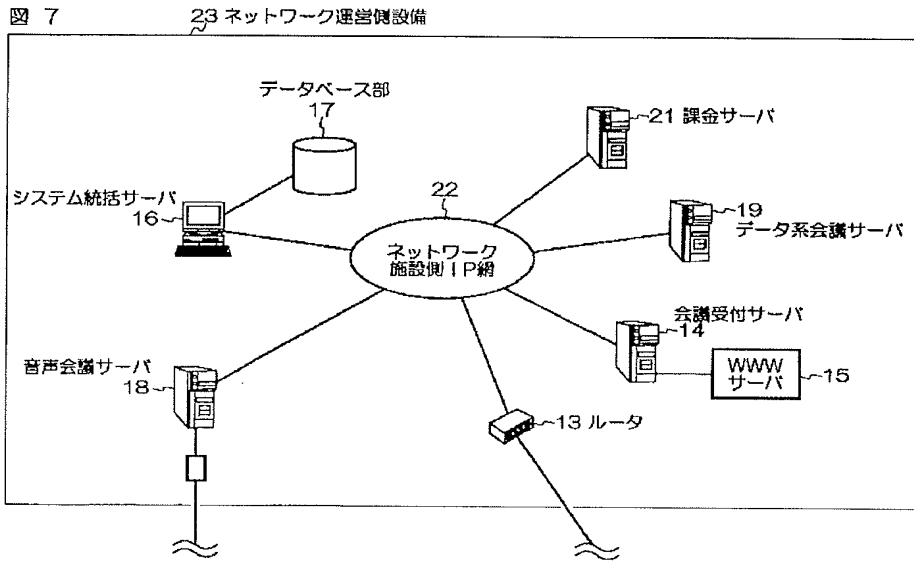 図 7
23 ネットワーク運営側設備
データベース部
17
21 課金サーバ
システム統括サーバ
16
22
19
データ系会議サーバ
ネットワーク
施設側IP網
会議受付サーバ
14
音声会議サーバ
18
WWW
サーバ
15
13 ルータ